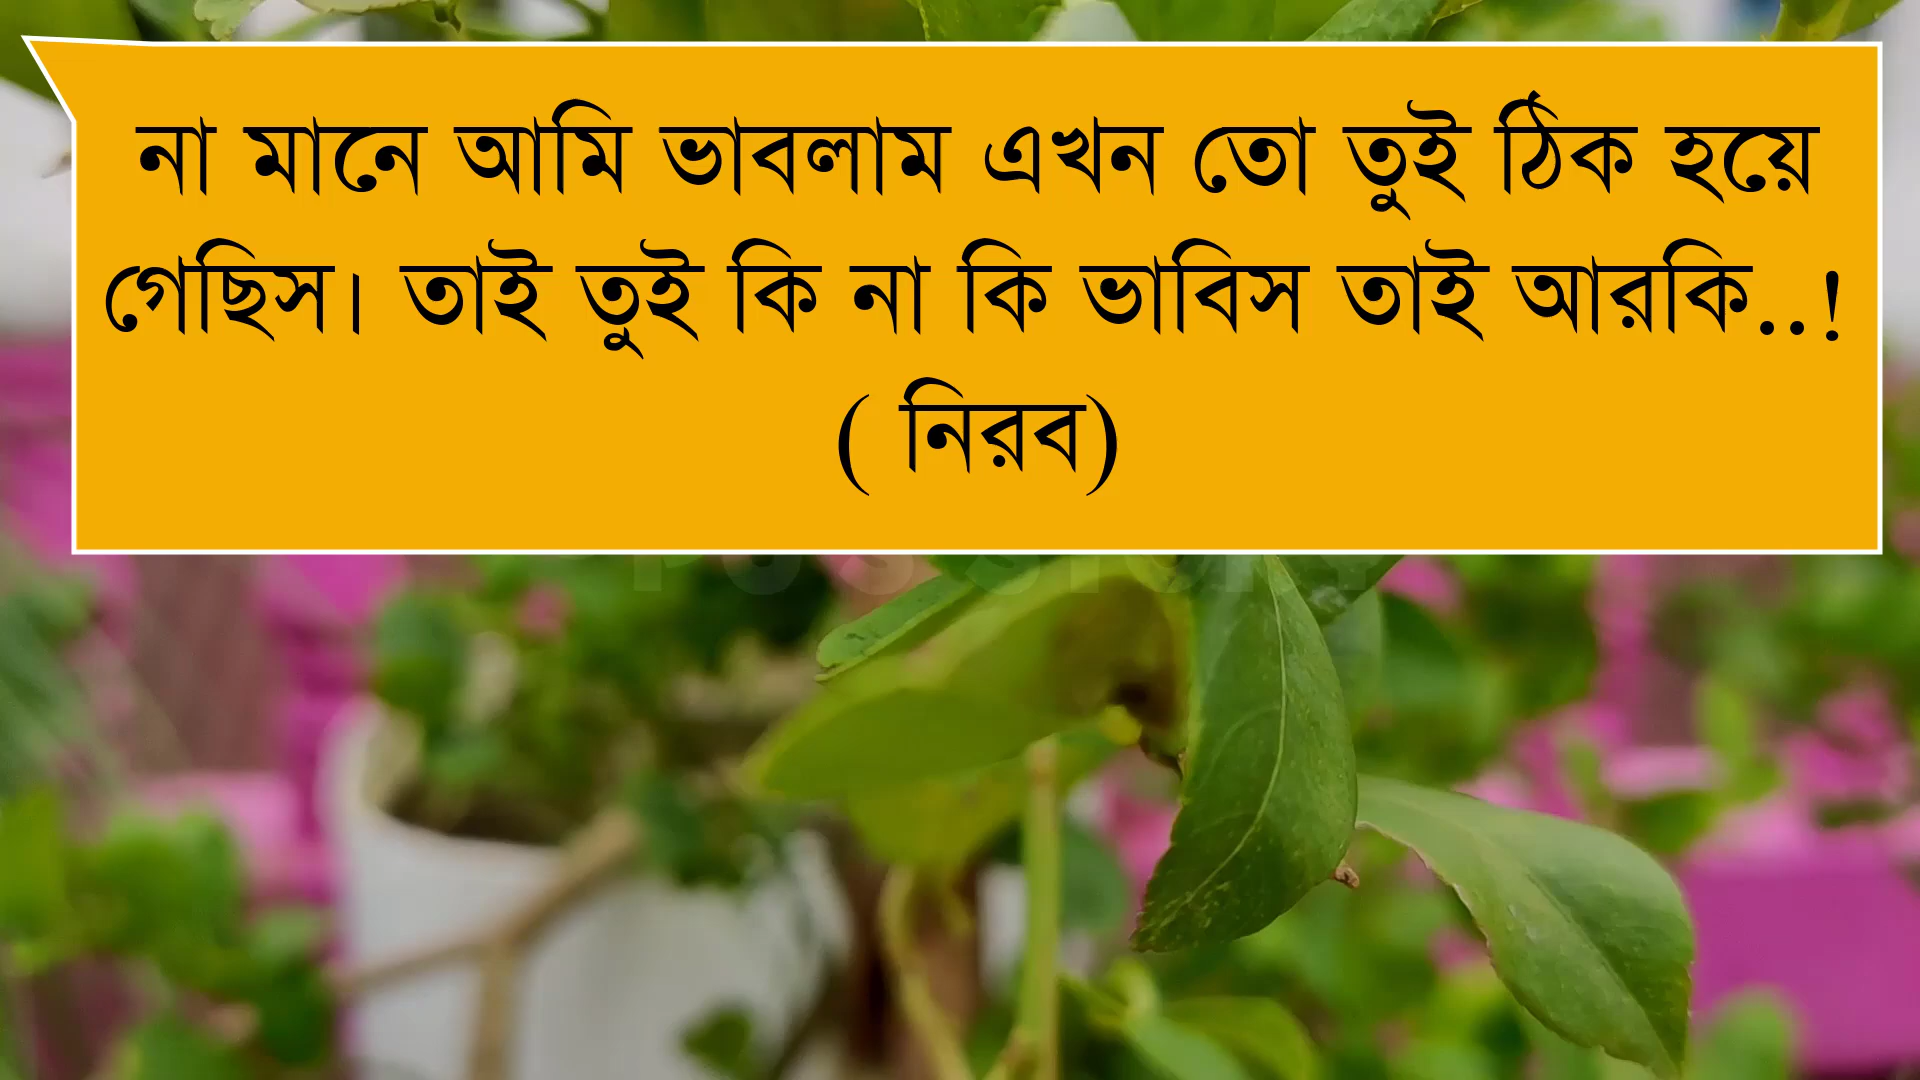 না মানে আমি ভাবলাম এখন তো তুই ঠিক হয়ে
গেছিস। তাই তুই কি না কি ভাবিস তাই আরকি..!
( নিরব)